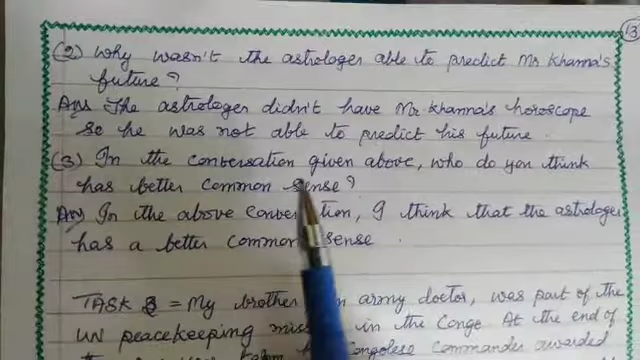 13
(2) Why wasn't the astrologer able to predict Mr Khanna's
future?
Ans The astrologer didn't have Mr. Khanna's horoscope
so he was not able to predict his future.
(3) In the conversation given above, who do you think
has better common sense?
Ans In the above conver tion, I think that the astrologer
has a better common sense.
TASK 3 = My brother n army doctor, was part of the
UN peacekeeping miss in the Congo At the end of
the Congolese commander awarded